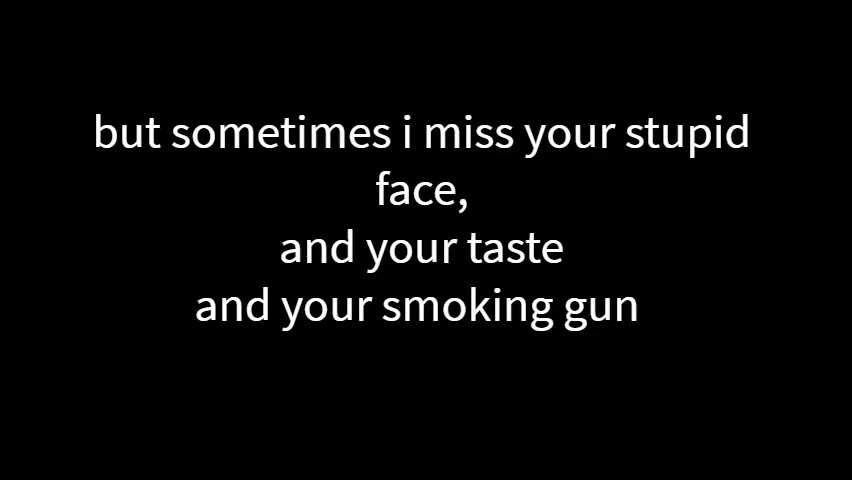 but sometimes i miss your stupid
face,
and your taste
and your smoking gun